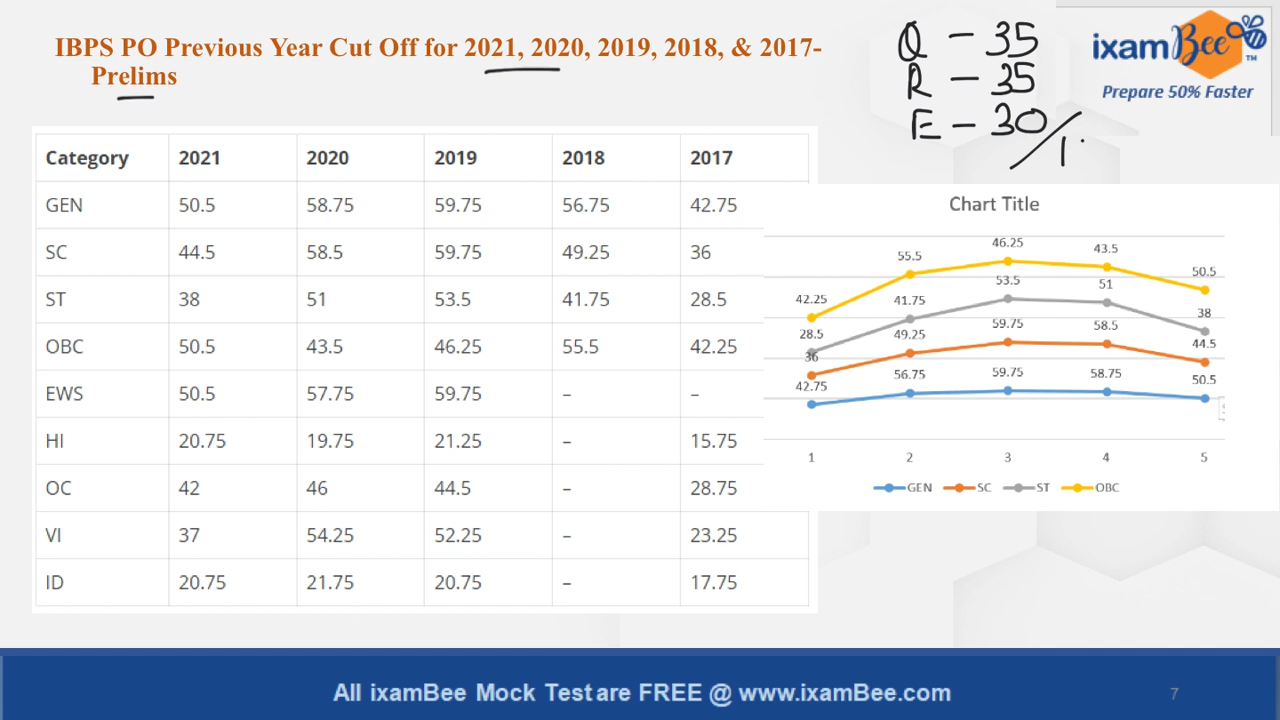 IBPS PO Previous Year Cut Off for 2021, 2020, 2019, 2018, & 2017-
Prelims
Q - 35
R - 35
E - 30/1
ixamBee TM
Prepare 50% Faster
Category 2021 2020 2019 2018 2017
GEN 50.5 58.75 59.75 56.75 42.75
SC 44.5 58.5 59.75 49.25 36
ST 38 51 53.5 41.75 28.5
OBC 50.5 43.5 46.25 55.5 42.25
EWS 50.5 57.75 59.75 – –
HI 20.75 19.75 21.25 – 15.75
OC 42 46 44.5 – 28.75
VI 37 54.25 52.25 – 23.25
ID 20.75 21.75 20.75 – 17.75
Chart Title
42.25 55.5 46.25 43.5 50.5
28.5 41.75 53.5 51 38
36 49.25 59.75 58.5 44.5
42.75 56.75 59.75 58.75 50.5
1 2 3 4 5
GEN SC ST OBC
All ixamBee Mock Test are FREE @ www.ixamBee.com
7